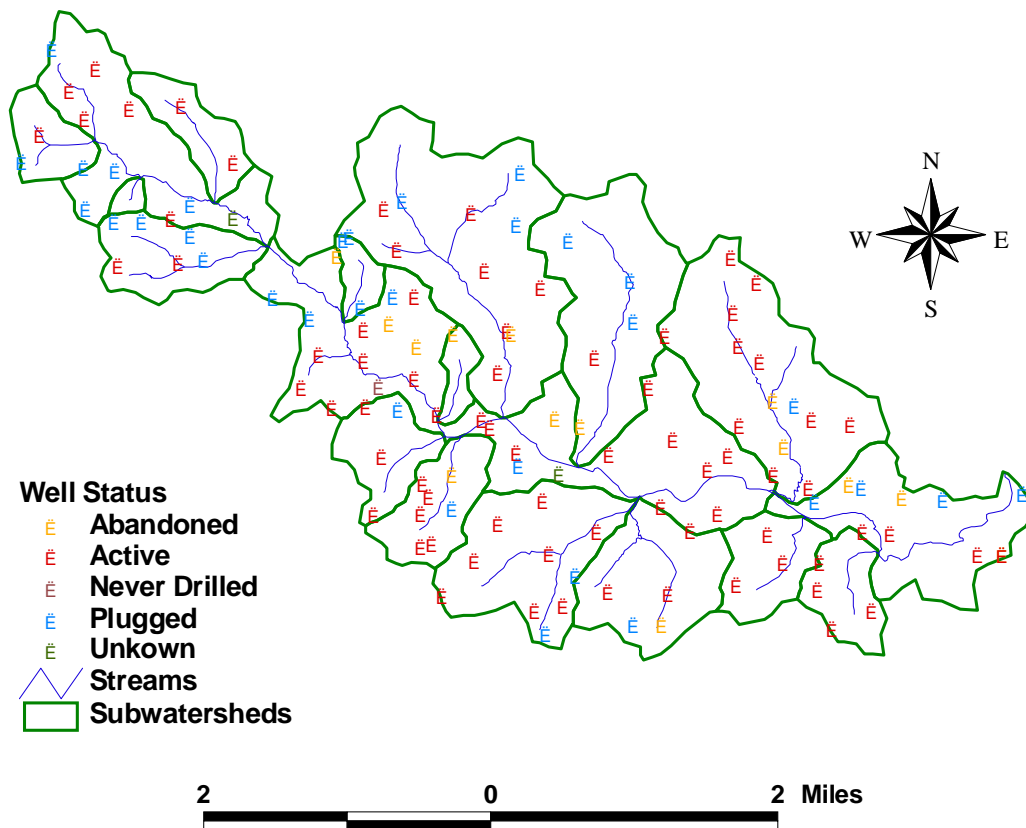 N
W E
S
Well Status
Abandoned
Active
Never Drilled
Plugged
Unkown
Streams
Subwatersheds
2 0 2 Miles